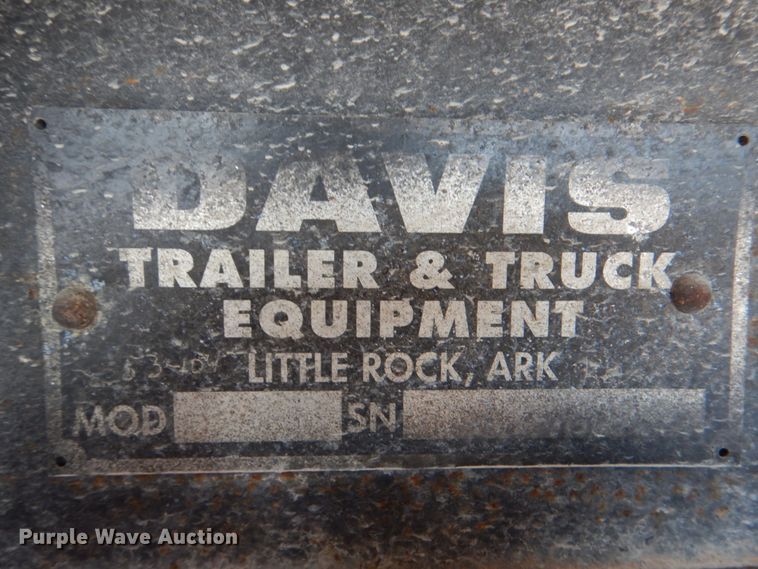 DAVIS
TRAILER & TRUCK
EQUIPMENT
LITTLE ROCK, ARK
MOD SN
Purple Wave Auction